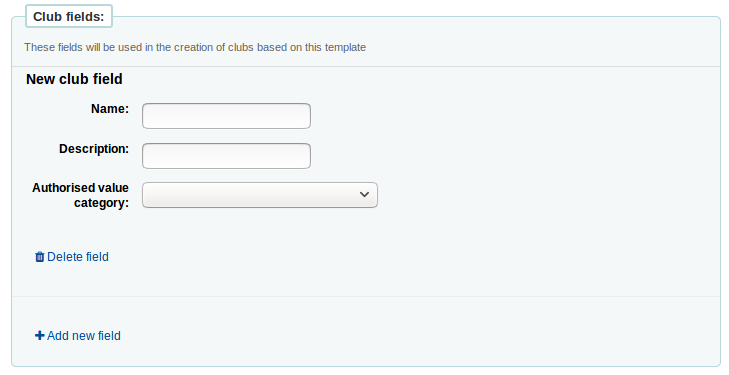 Club fields:
These fields will be used in the creation of clubs based on this template
New club field
Name:
Description:
Authorised value
category:
Delete field
Add new field